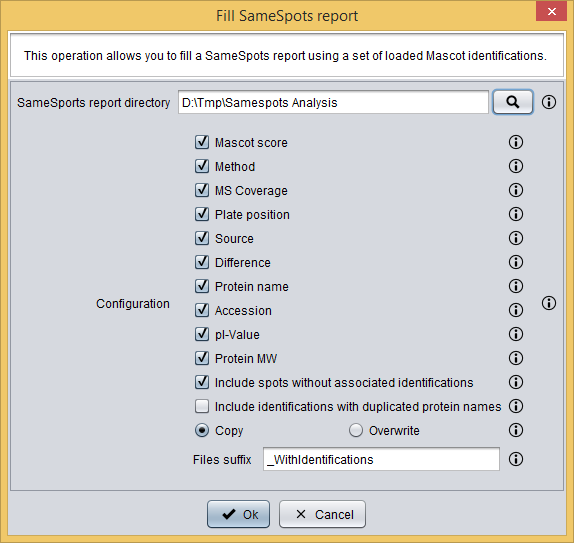 Fill SameSpots report
This operation allows you to fill a SameSpots report using a set of loaded Mascot identifications.
SameSports report directory D:\Tmp\Samespots Analysis
Mascot score
Method
MS Coverage
Plate position
Source
Difference
Protein name
Configuration
Accession
pI-Value
Protein MW
Include spots without associated identifications
Include identifications with duplicated protein names
Copy Overwrite
Files suffix _WithIdentifications
Ok Cancel